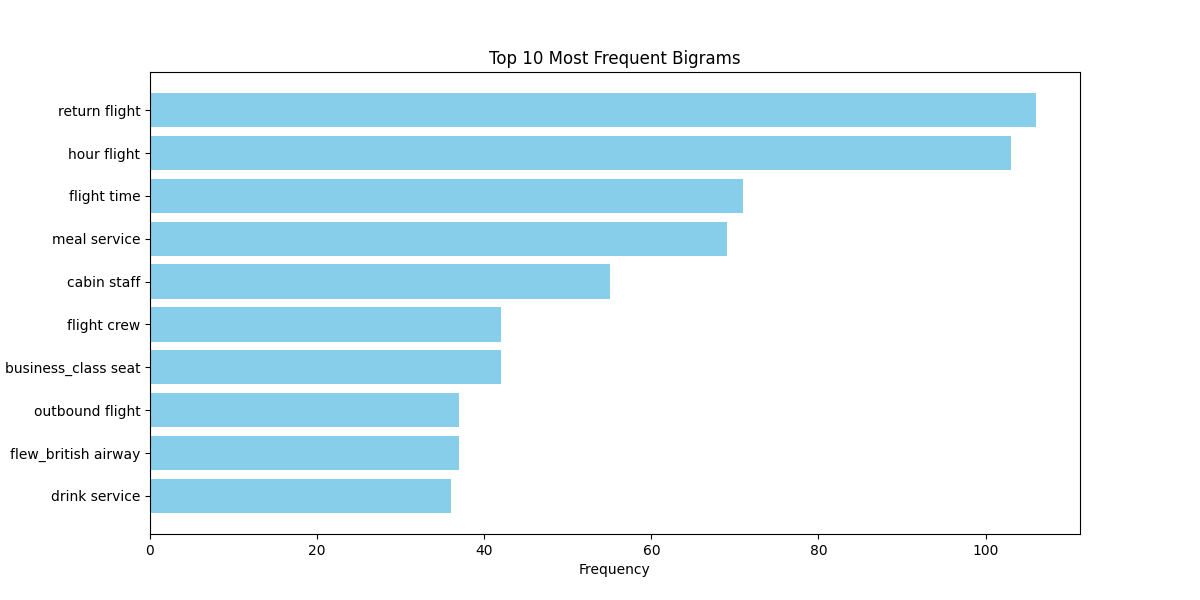 Top 10 Most Frequent Bigrams
return flight
hour flight
flight time
meal service
cabin staff
flight crew
business_class seat
outbound flight
flew_british airway
drink service
0 20 40 60 80 100
Frequency